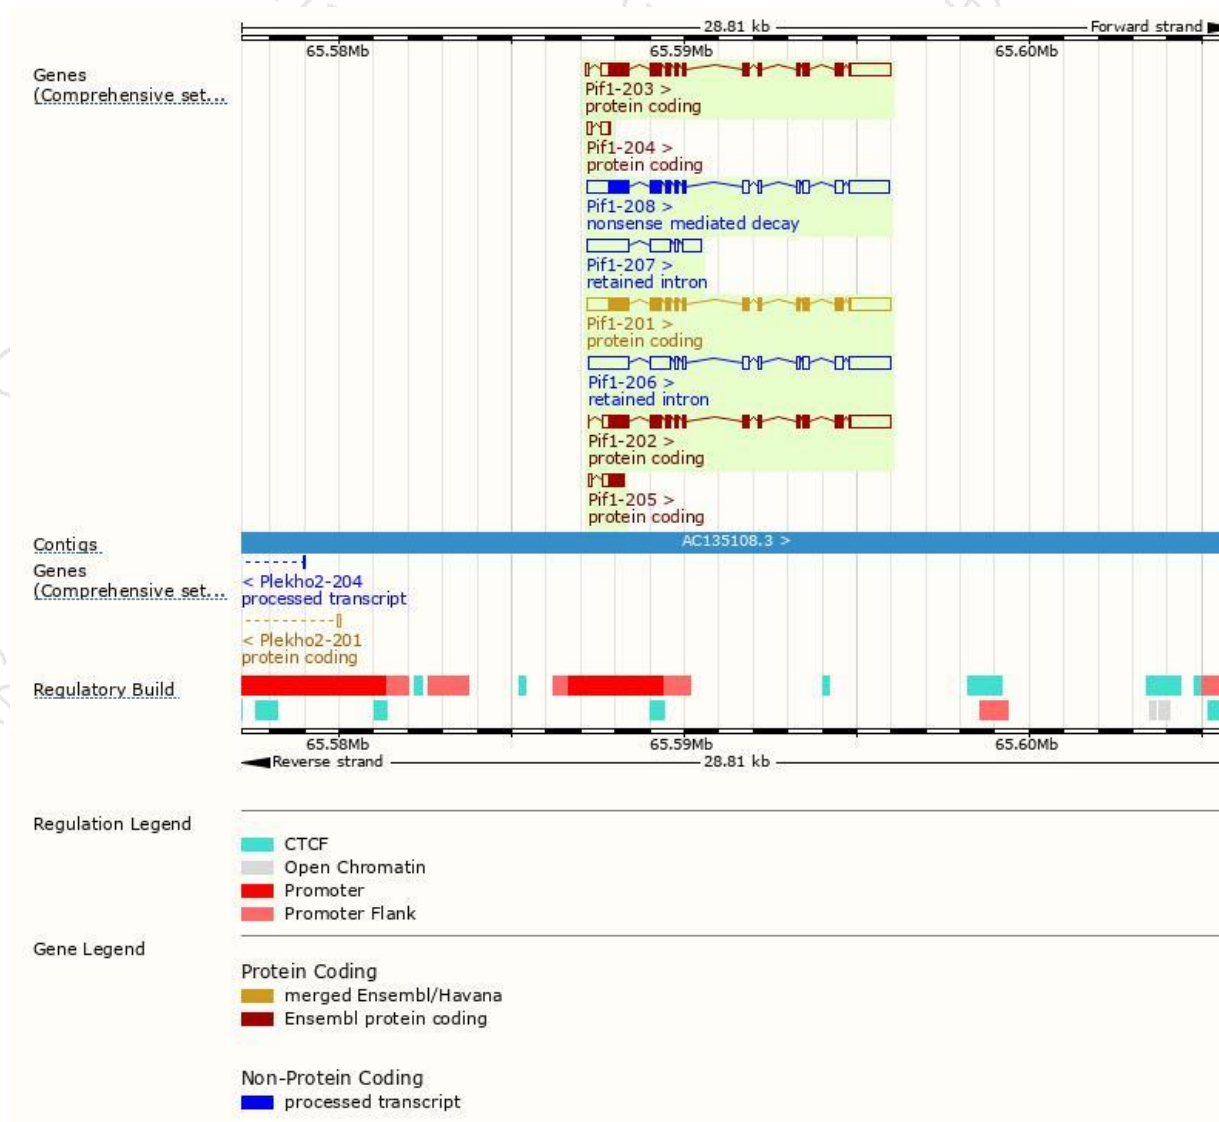 28.81 kb Forward strand
65.58Mb 65.59Mb 65.60Mb
Genes
(Comprehensive set...
Pif1-203 >
protein coding
Pif1-204 >
protein coding
Pif1-208 >
nonsense mediated decay
Pif1-207 >
retained intron
Pif1-201 >
protein coding
Pif1-206 >
retained intron
Pif1-202 >
protein coding
Pif1-205 >
protein coding
Contigs
AC135108.3 >
Genes
(Comprehensive set...
< Plekho2-204
processed transcript
< Plekho2-201
protein coding
Regulatory Build
65.58Mb 65.59Mb 65.60Mb
Reverse strand 28.81 kb
Regulation Legend
CTCF
Open Chromatin
Promoter
Promoter Flank
Gene Legend
Protein Coding
merged Ensembl/Havana
Ensembl protein coding
Non-Protein Coding
processed transcript